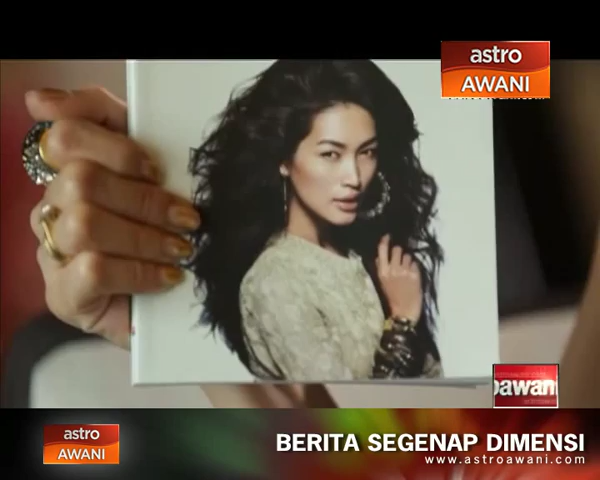 astro
AWANI
awani
astro
AWANI
BERITA SEGENAP DIMENSI
www.astroawani.com